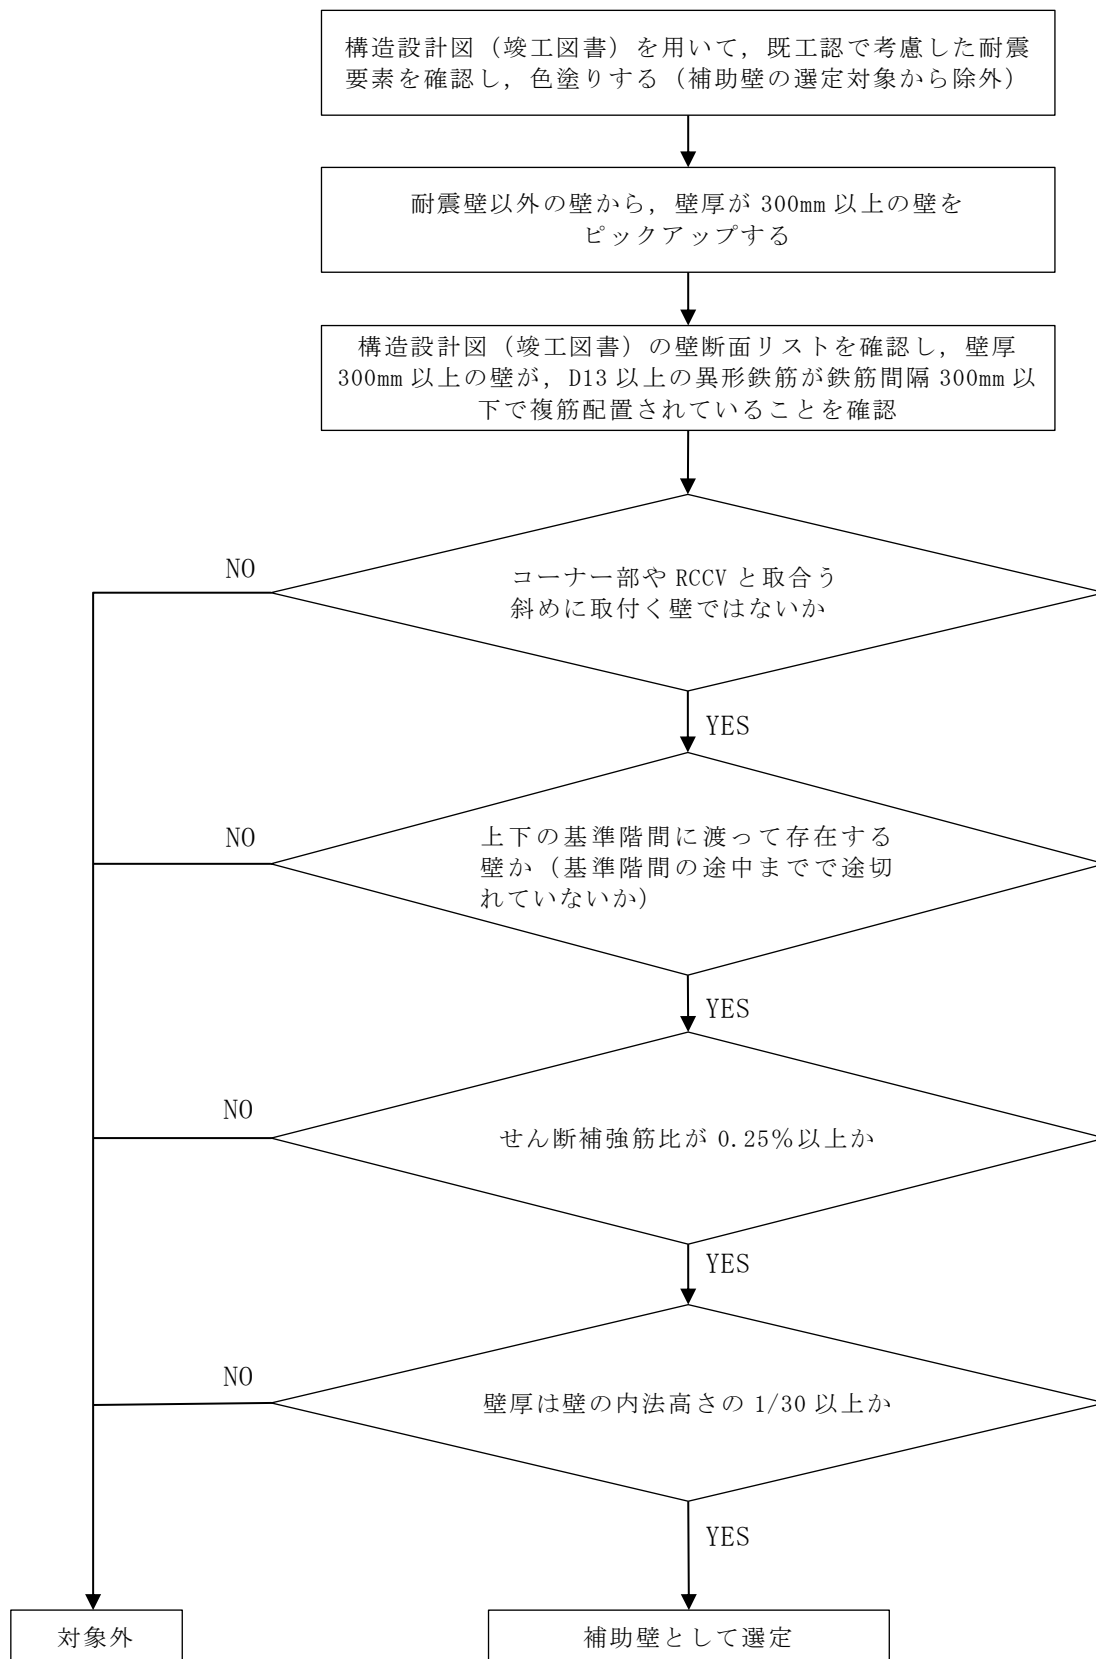 構造設計図（竣工図書）を用いて，既工認で考慮した耐震
要素を確認し，色塗りする（補助壁の選定対象から除外）
耐震壁以外の壁から，壁厚が 300mm 以上の壁を
ピックアップする
構造設計図（竣工図書）の壁断面リストを確認し，壁厚
300mm 以上の壁が，D13 以上の異形鉄筋が鉄筋間隔 300mm 以
下で複筋配置されていることを確認
NO
コーナー部や RCCV と取合う
斜めに取付く壁ではないか
YES
NO
上下の基準階間に渡って存在する
壁か（基準階間の途中までで途切
れていないか）
YES
NO
せん断補強筋比が 0.25％以上か
YES
NO
壁厚は壁の内法高さの 1/30 以上か
YES
対象外
補助壁として選定